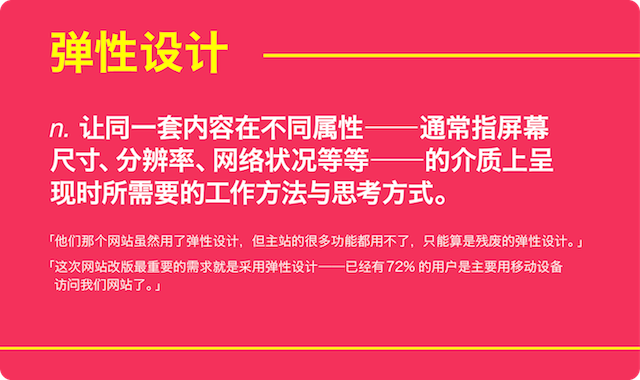 弹性设计
n. 让同一套内容在不同属性——通常指屏幕
尺寸、分辨率、网络状况等等——的介质上呈
现时所需要的工作方法与思考方式。
「他们那个网站虽然用了弹性设计，但主站的很多功能都用不了，只能算是残废的弹性设计。」
「这次网站改版最重要的需求就是采用弹性设计——已经有 72% 的用户是主要用移动设备
访问我们网站了。」